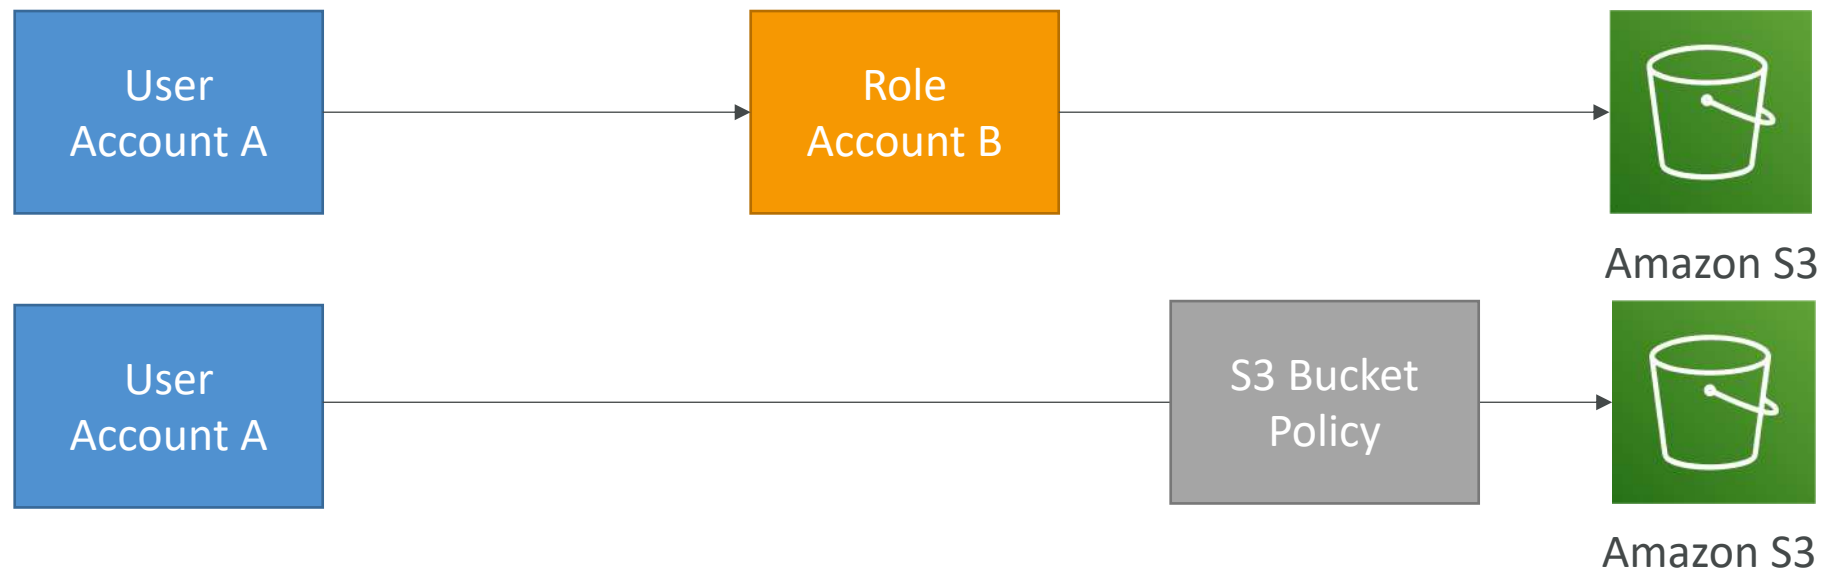 User
Account A
Role
Account B
Amazon S3
User
Account A
S3 Bucket
Policy
Amazon S3